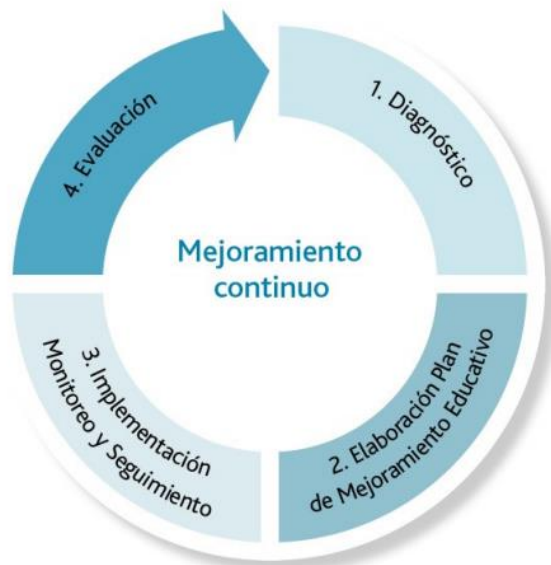 Mejoramiento
continuo
1. Diagnóstico
2. Elaboración Plan
de Mejoramiento Educativo
3. Implementación
Monitoreo y Seguimiento
4. Evaluación